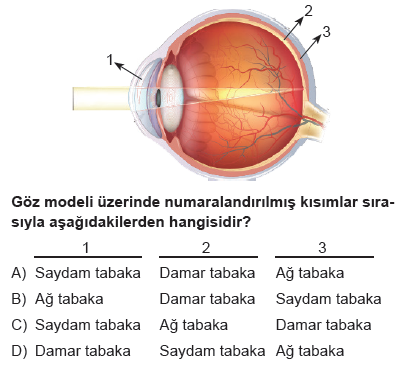 2
3
1
Göz modeli üzerinde numaralandırılmış kısımlar sıra-
sıyla aşağıdakilerden hangisidir?
1 2 3
A) Saydam tabaka Damar tabaka Ağ tabaka
B) Ağ tabaka Damar tabaka Saydam tabaka
C) Saydam tabaka Ağ tabaka Damar tabaka
D) Damar tabaka Saydam tabaka Ağ tabaka